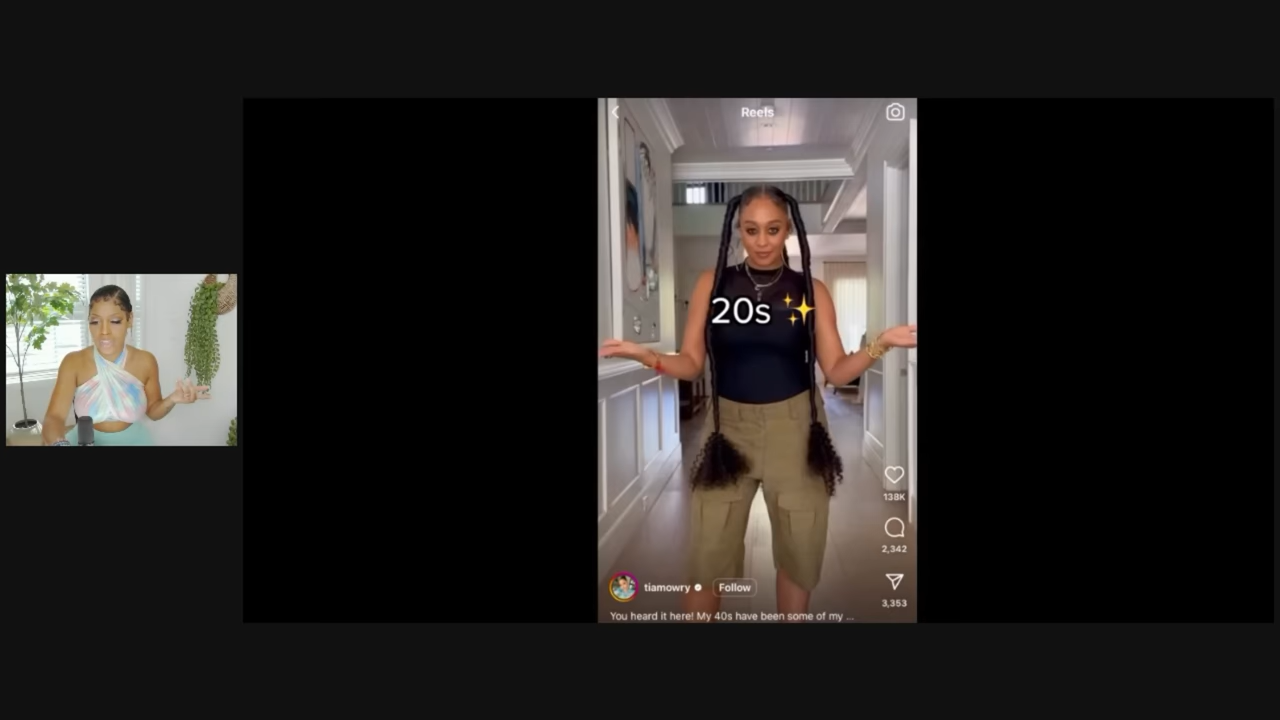 Reels
20s ✨
138K
2,342
3,353
tiamowry Follow
You heard it here! My 40s have been some of my ...